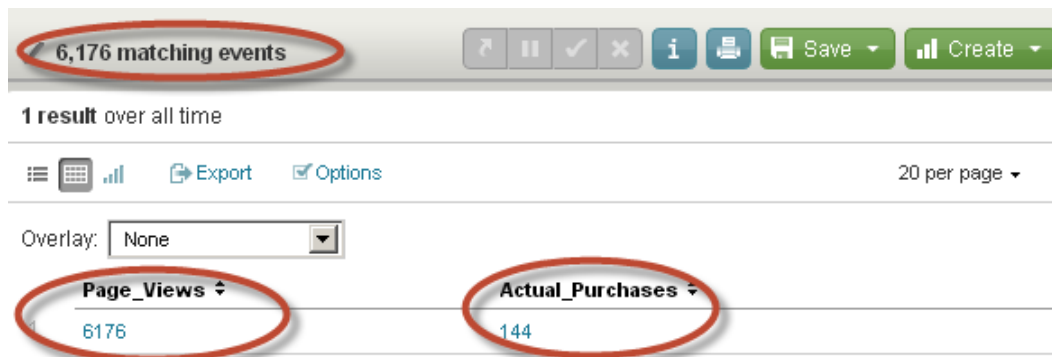 6,176 matching events
i
Save
Create
1 result over all time
Export
Options
20 per page
Overlay: None
Page_Views Actual_Purchases
1 6176 144